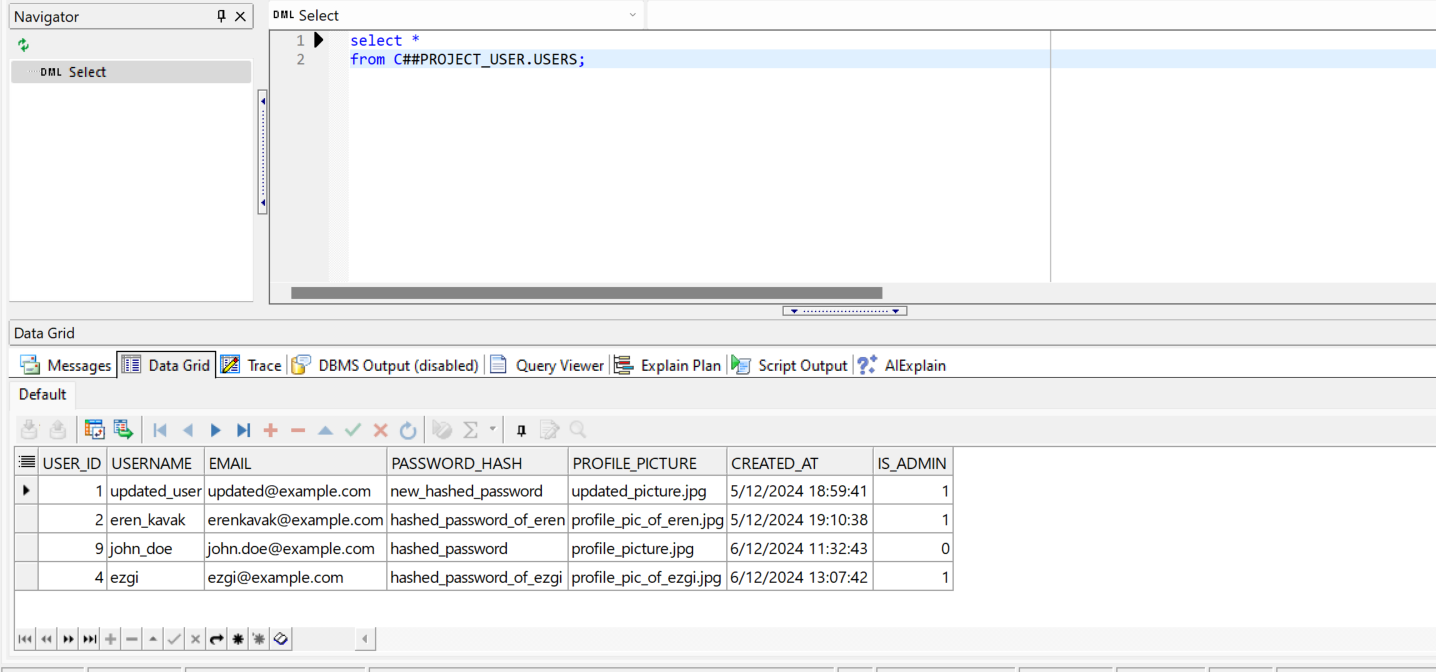 Navigator
DML Select
DML Select
1 select *
2 from C##PROJECT_USER.USERS;
Data Grid
Messages Data Grid Trace DBMS Output (disabled) Query Viewer Explain Plan Script Output AIExplain
Default
USER_ID USERNAME EMAIL PASSWORD_HASH PROFILE_PICTURE CREATED_AT IS_ADMIN
1 updated_user updated@example.com new_hashed_password updated_picture.jpg 5/12/2024 18:59:41 1
2 eren_kavak erenkavak@example.com hashed_password_of_eren profile_pic_of_eren.jpg 5/12/2024 19:10:38 1
9 john_doe john.doe@example.com hashed_password profile_picture.jpg 6/12/2024 11:32:43 0
4 ezgi ezgi@example.com hashed_password_of_ezgi profile_pic_of_ezgi.jpg 6/12/2024 13:07:42 1